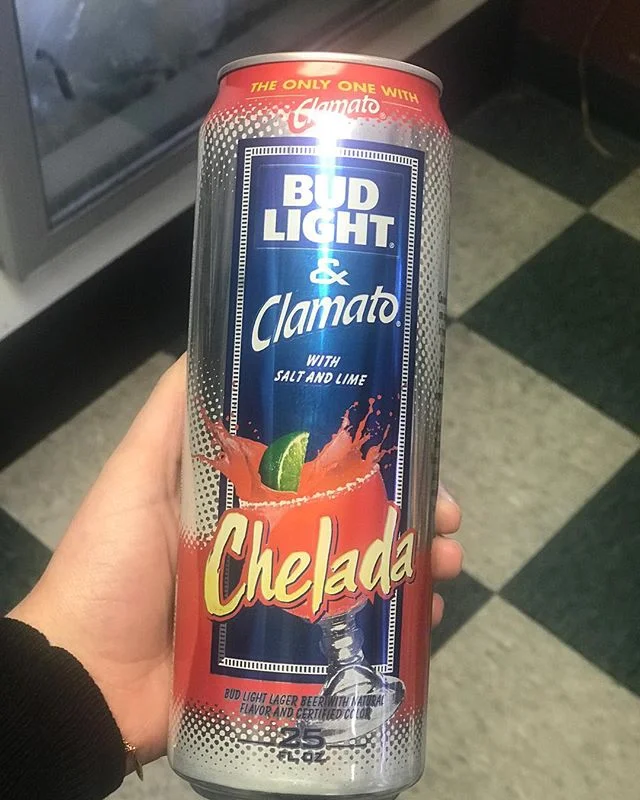 THE ONLY ONE WITH
Clamato®
BUD
LIGHT®
&
Clamato®
WITH
SALT AND LIME
Chelada
BUD LIGHT LAGER BEER WITH NATURAL
FLAVOR AND CERTIFIED COLOR
25
FL. OZ.